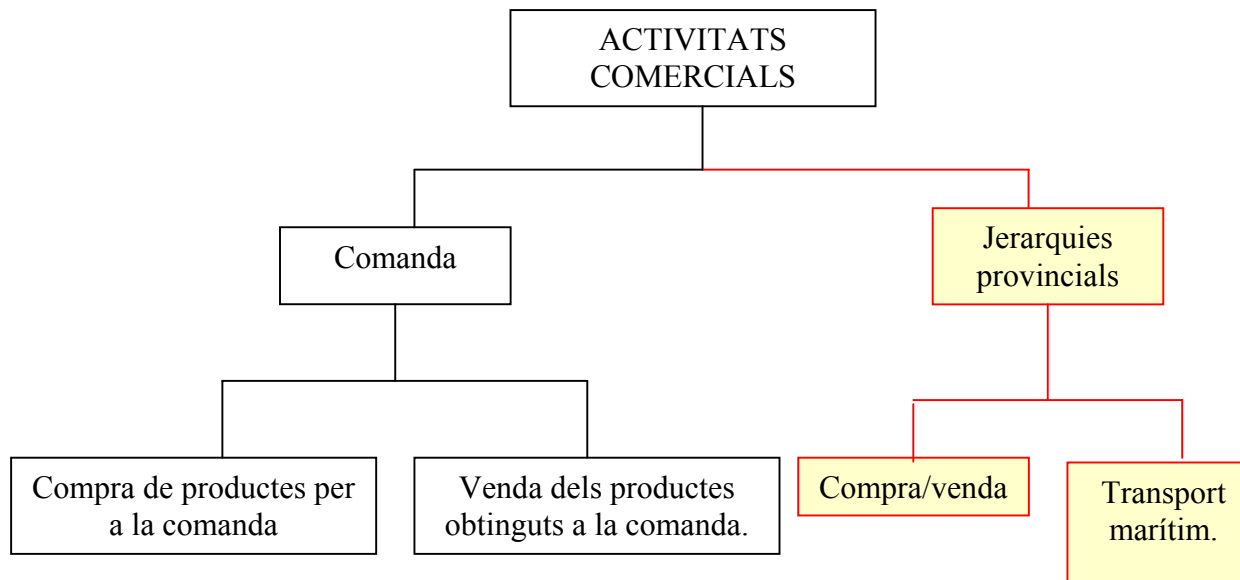 ACTIVITATS
COMERCIALS
Comanda
Jerarquies
provincials
Compra de productes per
a la comanda
Venda dels productes
obtinguts a la comanda.
Compra/venda
Transport
marítim.